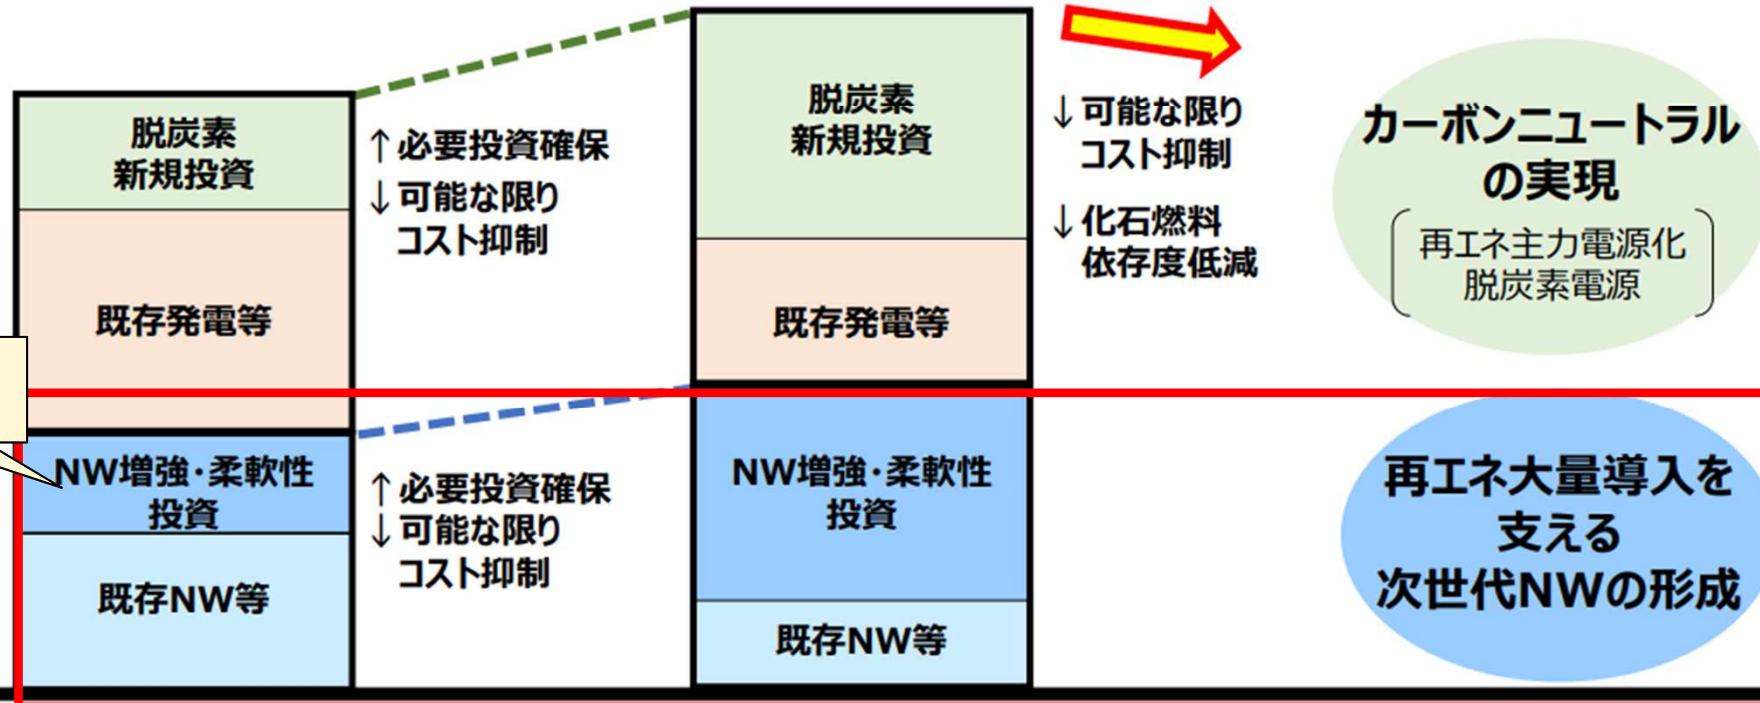 脱炭素
新規投資
既存発電等
NW増強・柔軟性
投資
既存NW等
↑必要投資確保
↓可能な限り
コスト抑制
↑必要投資確保
↓可能な限り
コスト抑制
脱炭素
新規投資
既存発電等
NW増強・柔軟性
投資
既存NW等
↓可能な限り
コスト抑制
↓化石燃料
依存度低減
カーボンニュートラル
の実現
再エネ主力電源化
脱炭素電源
再エネ大量導入を
支える
次世代NWの形成